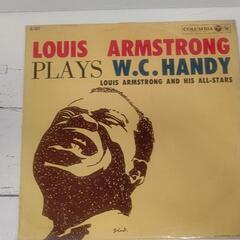 COLUMBIA
LOUIS ARMSTRONG
PLAYS W.C. HANDY
LOUIS ARMSTRONG AND HIS ALL-STARS